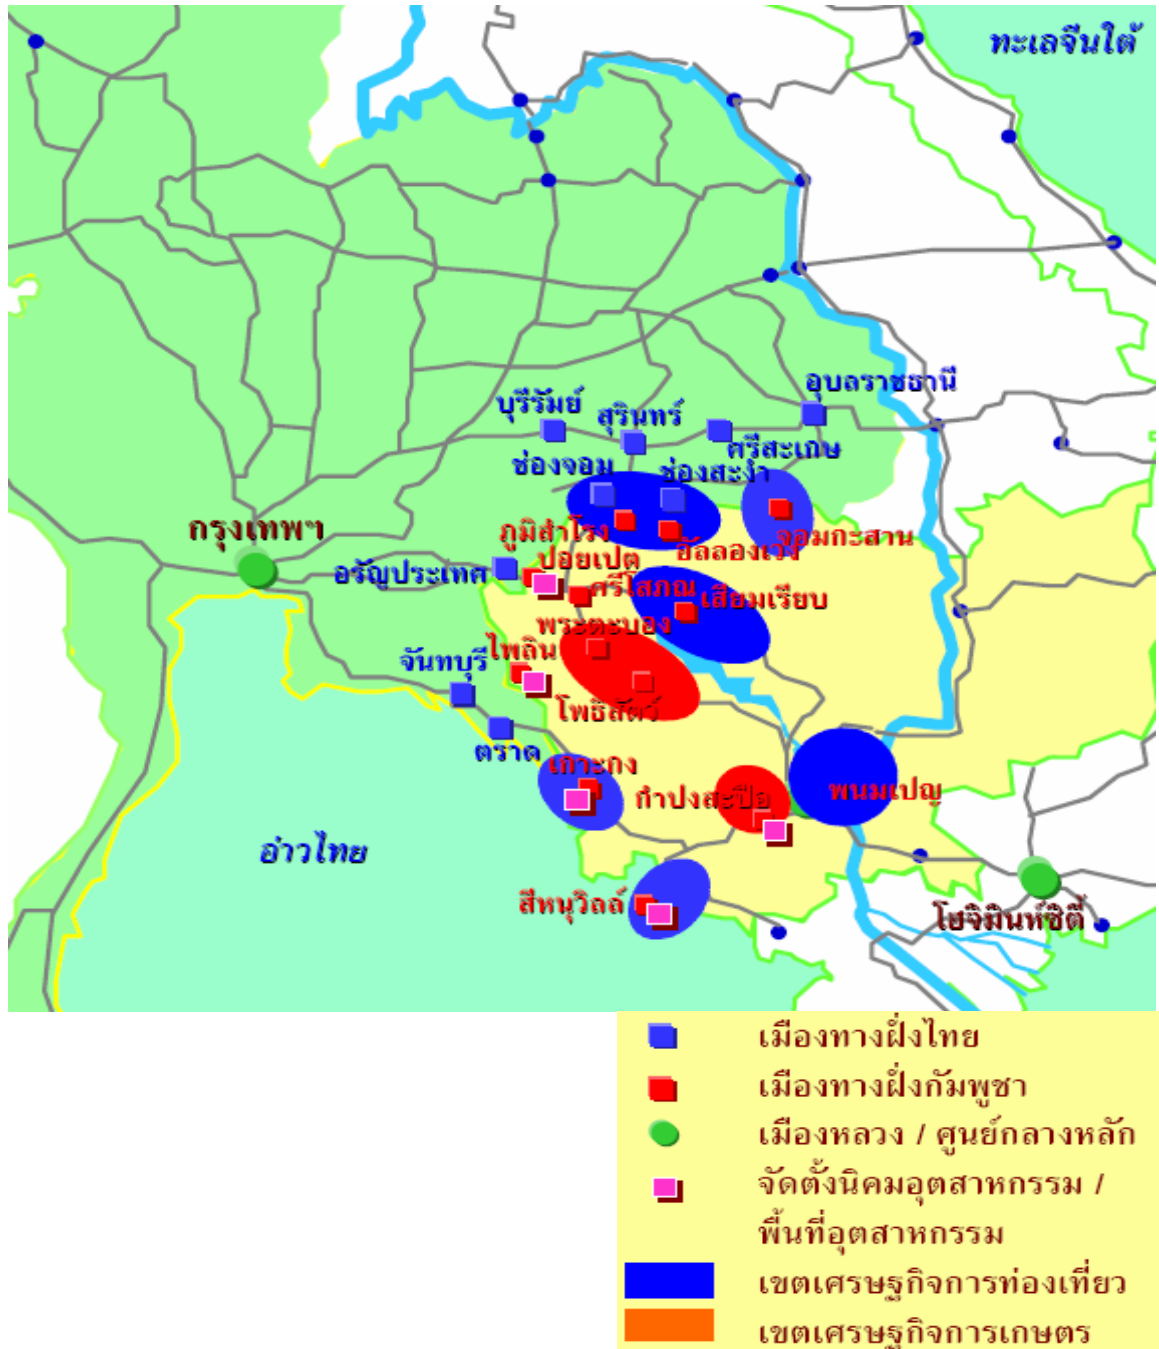 ทะเลจีนใต้
อุบลราชธานี
บุรีรัมย์
สุรินทร์
ศรีสะเกษ
ช่องจอม
ช่องสะงำ
กรุงเทพฯ
ภูมิสำโรง
อัลลองเวง
จอมกะสาน
ปอยเปต
อรัญประเทศ
ศรีโสภณ
เสียมเรียบ
พระตะบอง
ไพลิน
จันทบุรี
โพธิสัตว์
ตราด
เกาะกง
กำปงสะปือ
พนมเปญ
อ่าวไทย
สีหนุวิลล์
โฮจิมินห์ซิตี้
เมืองทางฝั่งไทย
เมืองทางฝั่งกัมพูชา
เมืองหลวง / ศูนย์กลางหลัก
จัดตั้งนิคมอุตสาหกรรม /
พื้นที่อุตสาหกรรม
เขตเศรษฐกิจการท่องเที่ยว
เขตเศรษฐกิจการเกษตร